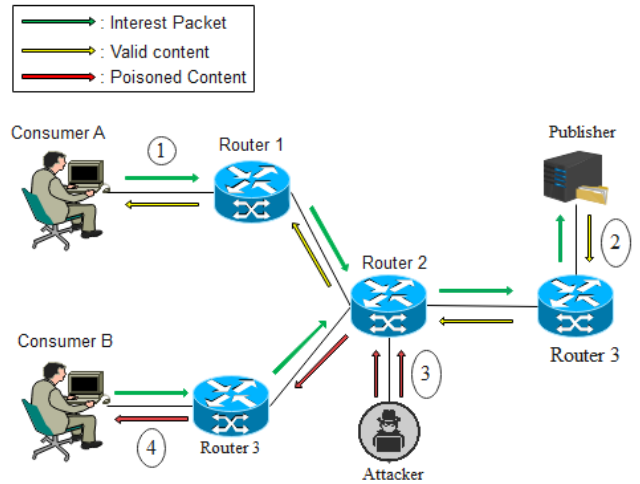 : Interest Packet
: Valid content
: Poisoned Content
Consumer A
1
Router 1
Publisher
2
Router 2
Router 3
Consumer B
3
4
Router 3
Attacker